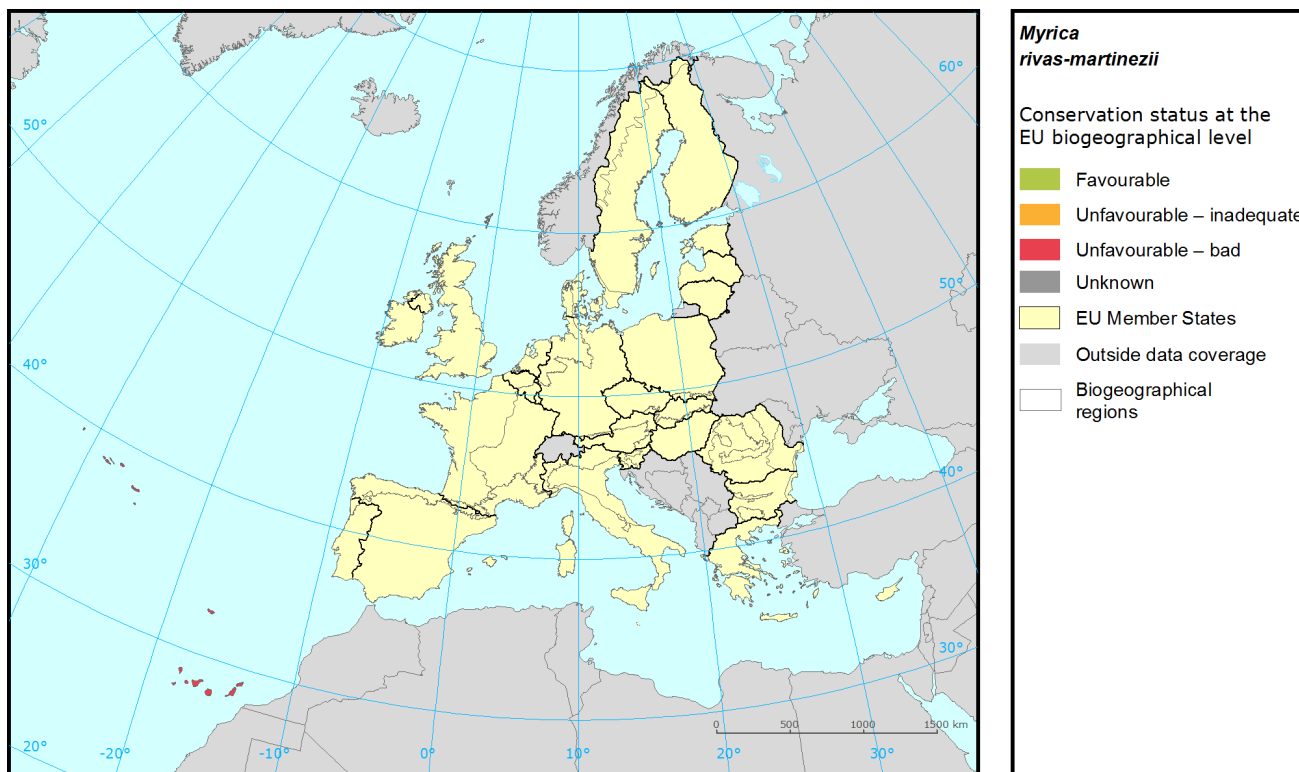 Myrica
rivas-martinezii
Conservation status at the
EU biogeographical level
Favourable
Unfavourable – inadequate
Unfavourable – bad
Unknown
EU Member States
Outside data coverage
Biogeographical
regions
60°
50°
50°
40°
40°
30°
30°
20°
-20°
-10°
0°
10°
20°
30°
0 500 1000 1500 km